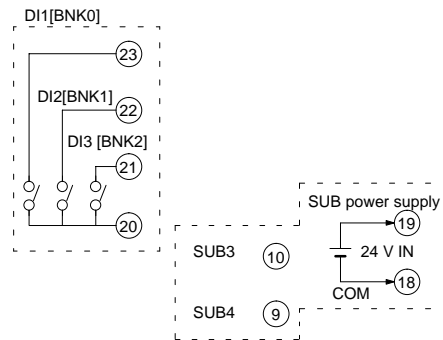 DI1[BNK0]
23
DI2[BNK1]
22
DI3 [BNK2]
21
20
SUB power supply
19
SUB3 10
24 V IN
18
COM
SUB4 9